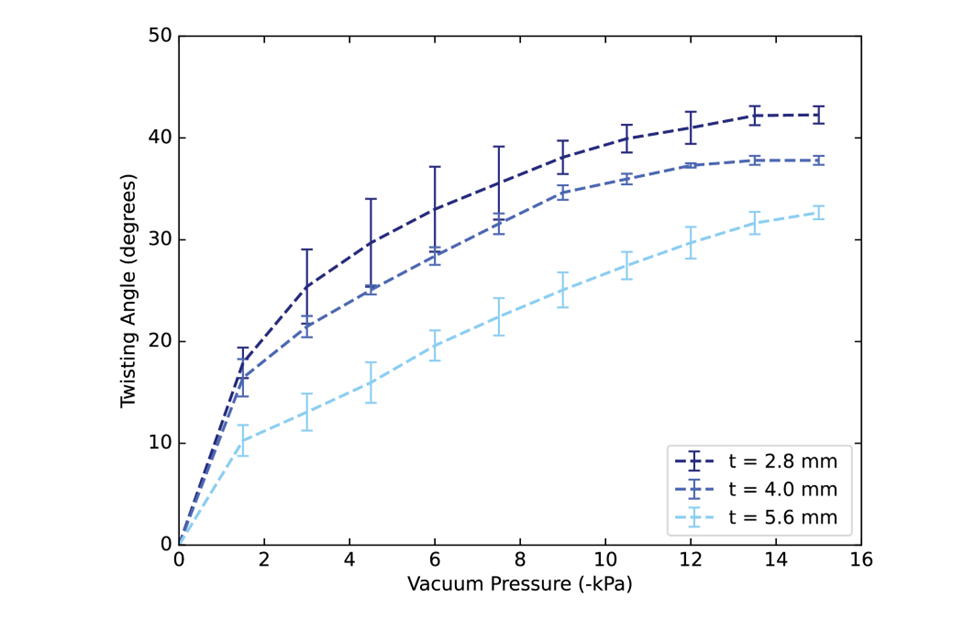 50
40
30
20
10
0
Twisting Angle (degrees)
t = 2.8 mm
t = 4.0 mm
t = 5.6 mm
0 2 4 6 8 10 12 14 16
Vacuum Pressure (-kPa)